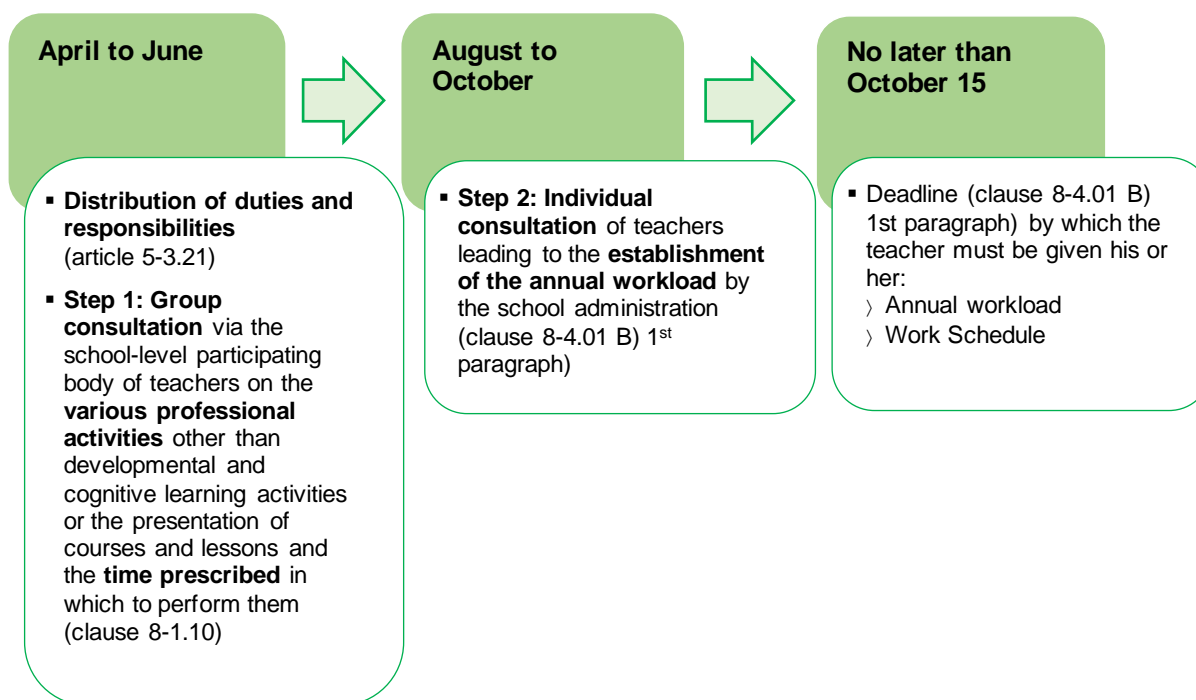 April to June
▪ Distribution of duties and
responsibilities
(article 5-3.21)
▪ Step 1: Group
consultation via the
school-level participating
body of teachers on the
various professional
activities other than
developmental and
cognitive learning activities
or the presentation of
courses and lessons and
the time prescribed in
which to perform them
(clause 8-1.10)
August to
October
▪ Step 2: Individual
consultation of teachers
leading to the establishment
of the annual workload by
the school administration
(clause 8-4.01 B) 1st
paragraph)
No later than
October 15
▪ Deadline (clause 8-4.01 B)
1st paragraph) by which the
teacher must be given his or
her:
〉 Annual workload
〉 Work Schedule